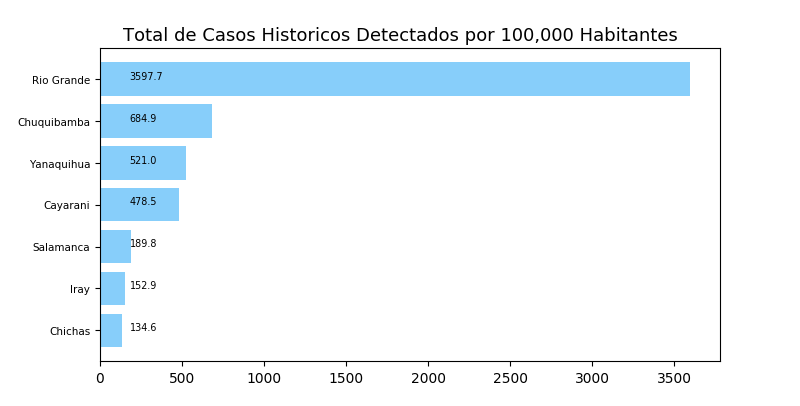 Total de Casos Historicos Detectados por 100,000 Habitantes
Rio Grande 3597.7
Chuquibamba 684.9
Yanaquihua 521.0
Cayarani 478.5
Salamanca 189.8
Iray 152.9
Chichas 134.6
0 500 1000 1500 2000 2500 3000 3500